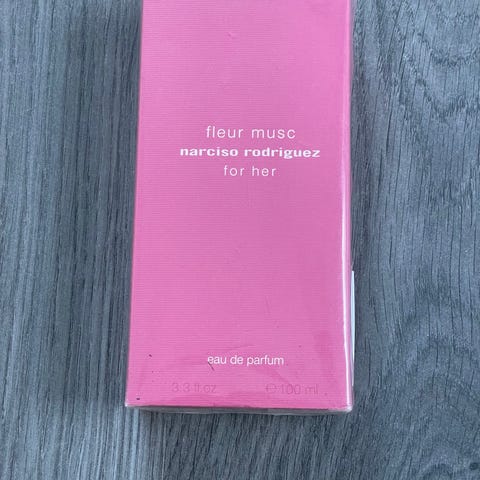 fleur musc
narciso rodriguez
for her
eau de parfum
3.3 fl oz ℮100 ml